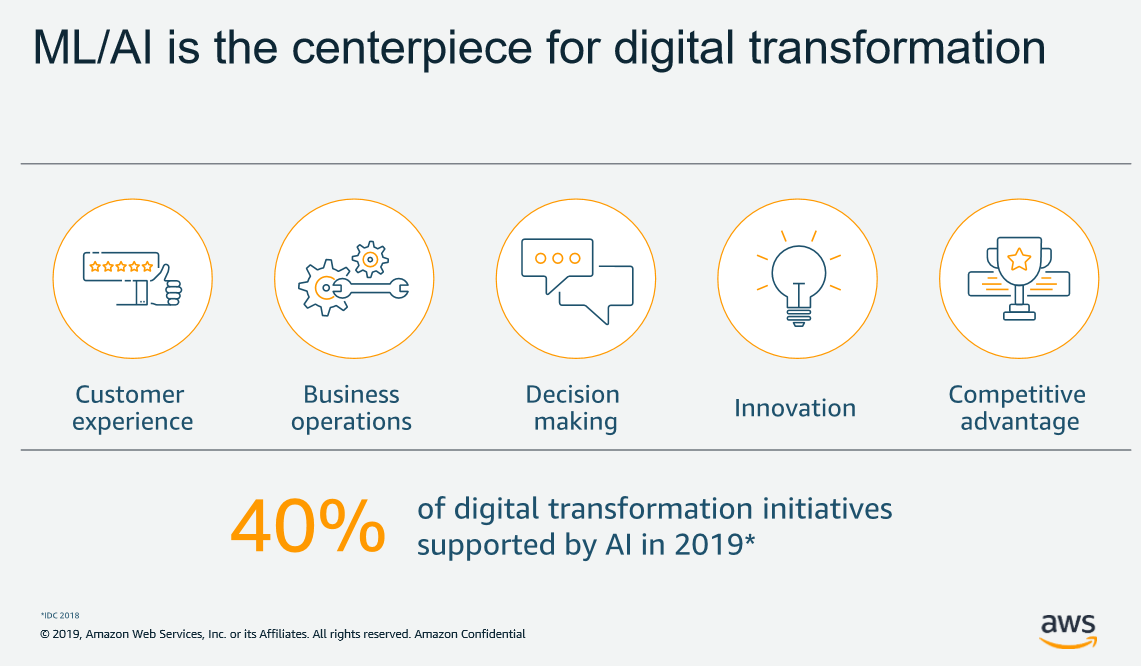 ML/AI is the centerpiece for digital transformation
Customer
experience
Business
operations
Decision
making
Innovation
Competitive
advantage
40%
of digital transformation initiatives
supported by AI in 2019*
*IDC 2018
© 2019, Amazon Web Services, Inc. or its Affiliates. All rights reserved. Amazon Confidential
aws